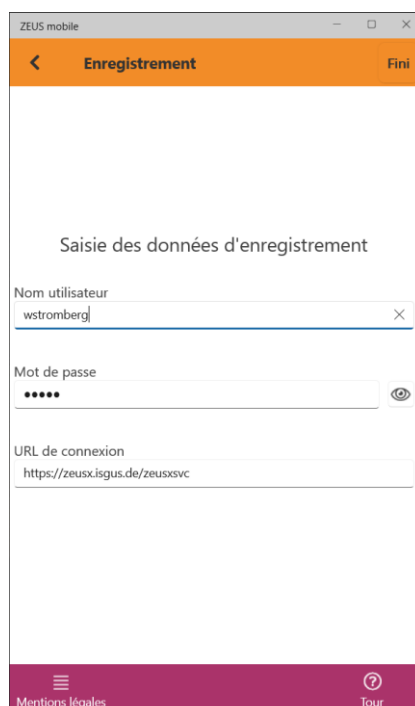 ZEUS mobile
Enregistrement
Fini
Saisie des données d'enregistrement
Nom utilisateur
wstromberg
Mot de passe
•••••
URL de connexion
https://zeusx.isgus.de/zeusxsvc
Mentions légales
Tour